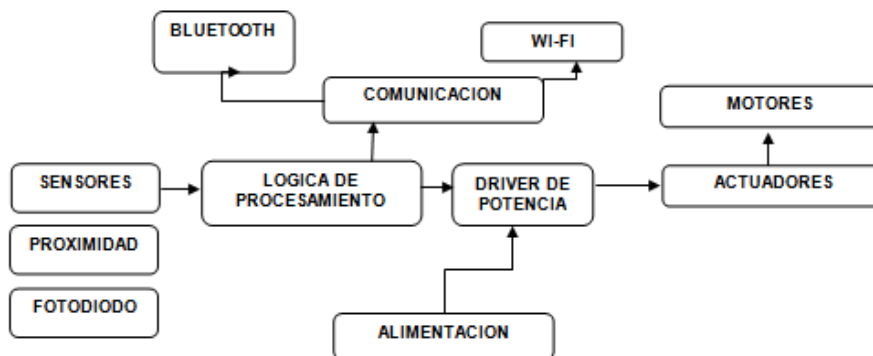 BLUETOOTH
WI-FI
COMUNICACION
MOTORES
SENSORES
LOGICA DE
PROCESAMIENTO
DRIVER DE
POTENCIA
ACTUADORES
PROXIMIDAD
FOTODIODO
ALIMENTACION